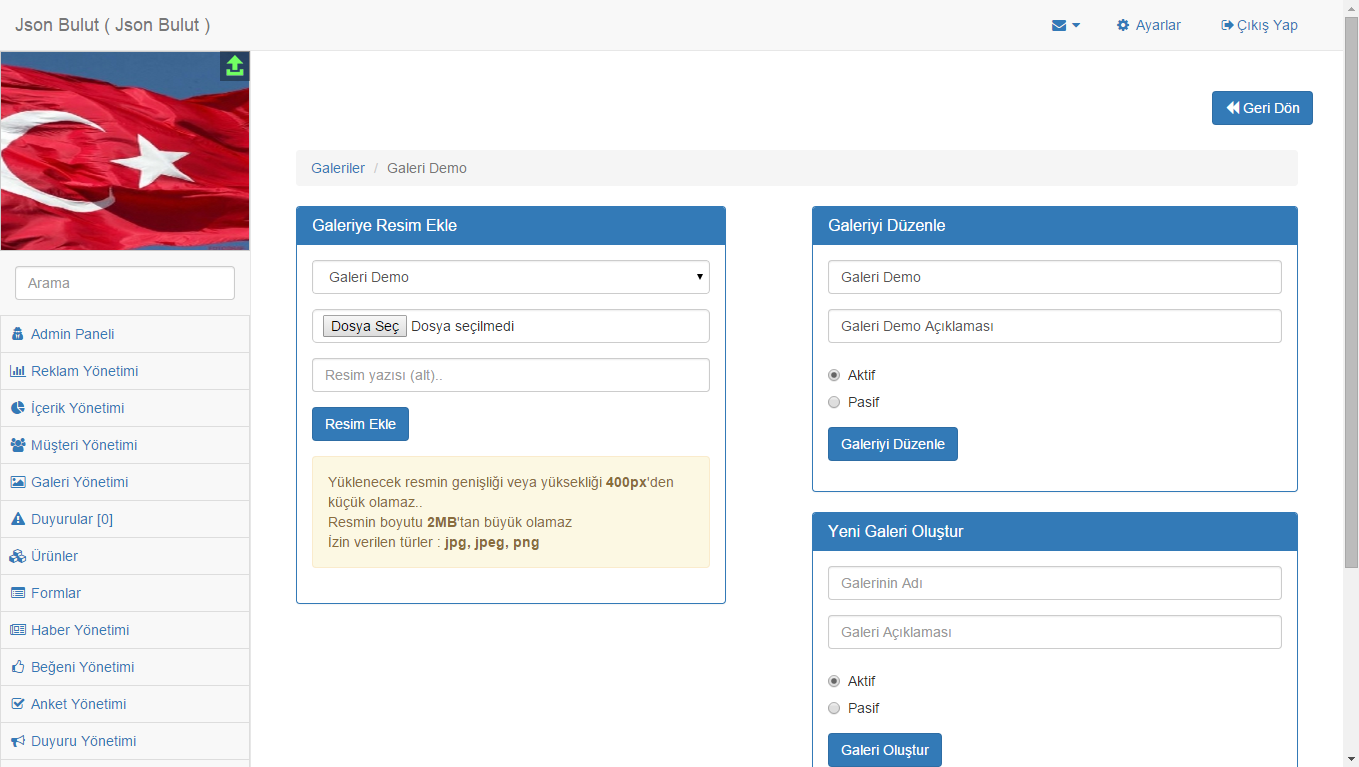 Json Bulut ( Json Bulut )
Ayarlar
Çıkış Yap
Geri Dön
Arama
Admin Paneli
Reklam Yönetimi
İçerik Yönetimi
Müşteri Yönetimi
Galeri Yönetimi
Duyurular [0]
Ürünler
Formlar
Haber Yönetimi
Beğeni Yönetimi
Anket Yönetimi
Duyuru Yönetimi
Galeriler / Galeri Demo
Galeriye Resim Ekle
Galeri Demo
Dosya Seç Dosya seçilmedi
Resim yazısı (alt)..
Resim Ekle
Yüklenecek resmin genişliği veya yüksekliği 400px'den
küçük olamaz..
Resmin boyutu 2MB'tan büyük olamaz
İzin verilen türler : jpg, jpeg, png
Galeriyi Düzenle
Galeri Demo
Galeri Demo Açıklaması
Aktif
Pasif
Galeriyi Düzenle
Yeni Galeri Oluştur
Galerinin Adı
Galeri Açıklaması
Aktif
Pasif
Galeri Oluştur